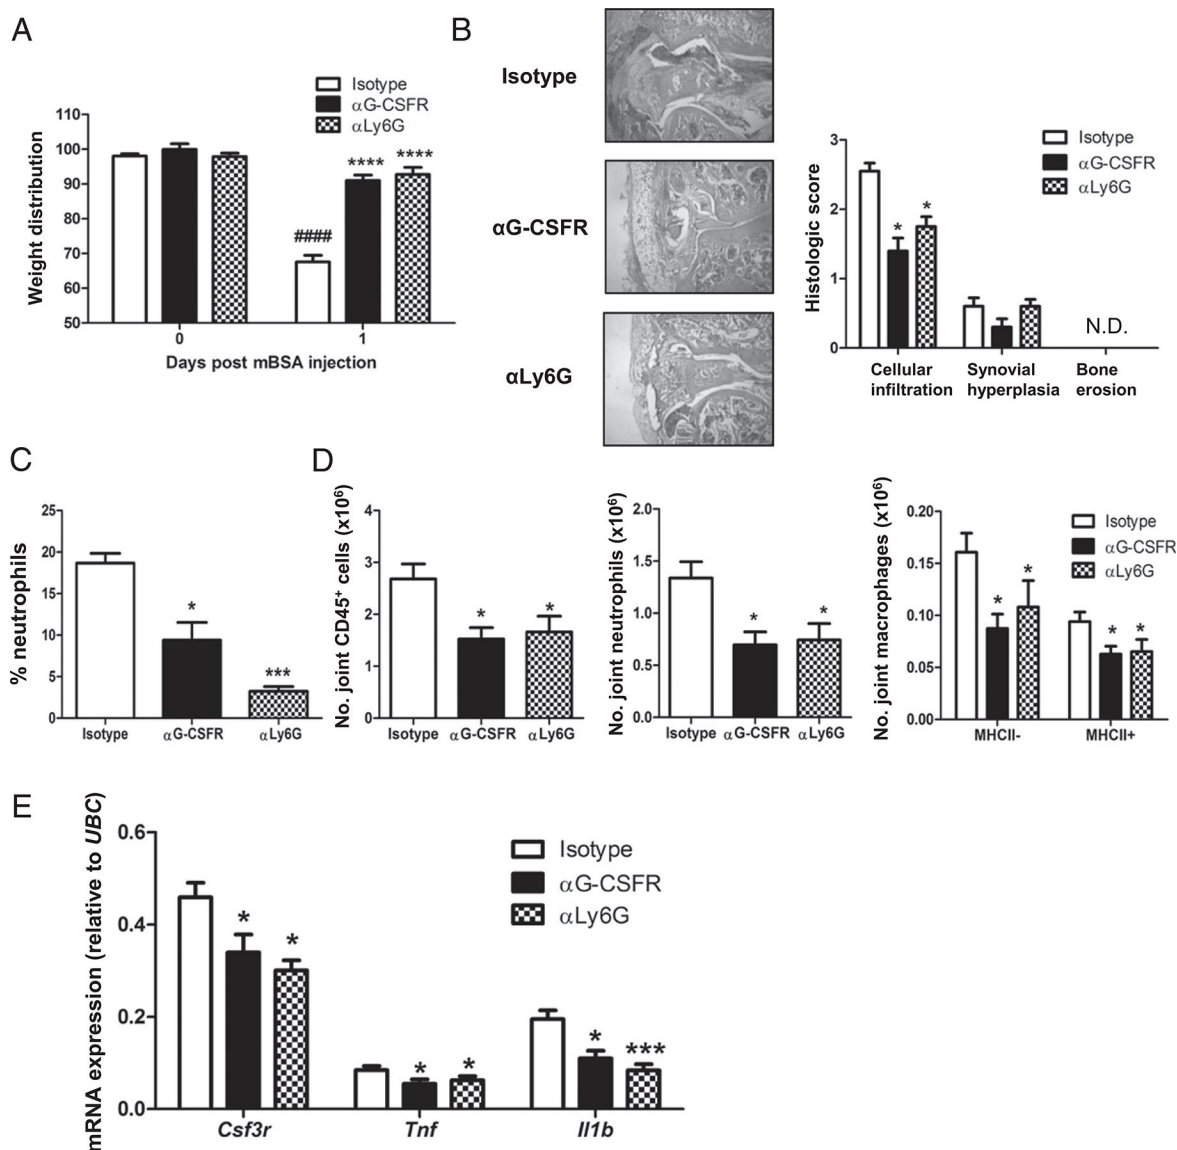 A
Isotype
αG-CSFR
αLy6G
110
100
90
80
70
60
50
Weight distribution
####
****
****
0
1
Days post mBSA injection
B
Isotype
αG-CSFR
αLy6G
Isotype
αG-CSFR
αLy6G
3
2
1
0
Histologic score
*
*
N.D.
Cellular infiltration
Synovial hyperplasia
Bone erosion
C
25
20
15
10
5
0
% neutrophils
*
***
Isotype
αG-CSFR
αLy6G
D
4
3
2
1
0
No. joint CD45⁺ cells (x10⁶)
*
*
Isotype
αG-CSFR
αLy6G
2.0
1.5
1.0
0.5
0.0
No. joint neutrophils (x10⁶)
*
*
Isotype
αG-CSFR
αLy6G
0.20
0.15
0.10
0.05
0.00
No. joint macrophages (x10⁶)
Isotype
αG-CSFR
αLy6G
*
*
*
*
MHCII-
MHCII+
E
0.6
0.4
0.2
0.0
mRNA expression (relative to UBC)
Isotype
αG-CSFR
αLy6G
*
*
*
*
*
***
Csf3r
Tnf
Il1b